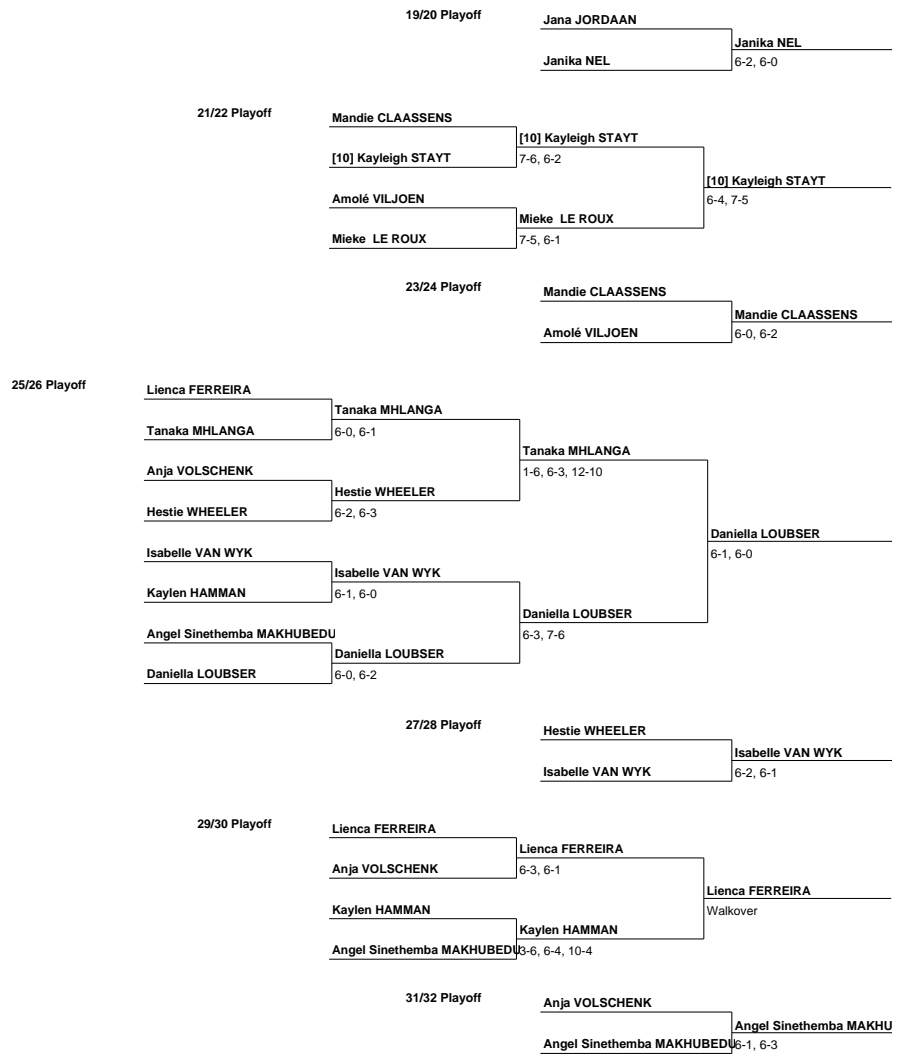 19/20 Playoff
Jana JORDAAN
Janika NEL
Janika NEL
6-2, 6-0
21/22 Playoff
Mandie CLAASSENS
[10] Kayleigh STAYT
[10] Kayleigh STAYT
7-6, 6-2
[10] Kayleigh STAYT
6-4, 7-5
Amolé VILJOEN
Mieke LE ROUX
Mieke LE ROUX
7-5, 6-1
23/24 Playoff
Mandie CLAASSENS
Mandie CLAASSENS
Amolé VILJOEN
6-0, 6-2
25/26 Playoff
Lienca FERREIRA
Tanaka MHLANGA
Tanaka MHLANGA
6-0, 6-1
Tanaka MHLANGA
1-6, 6-3, 12-10
Anja VOLSCHENK
Hestie WHEELER
Hestie WHEELER
6-2, 6-3
Daniella LOUBSER
6-1, 6-0
Isabelle VAN WYK
Isabelle VAN WYK
Kaylen HAMMAN
6-1, 6-0
Daniella LOUBSER
6-3, 7-6
Angel Sinethemba MAKHUBEDU
Daniella LOUBSER
Daniella LOUBSER
6-0, 6-2
27/28 Playoff
Hestie WHEELER
Isabelle VAN WYK
Isabelle VAN WYK
6-2, 6-1
29/30 Playoff
Lienca FERREIRA
Lienca FERREIRA
Anja VOLSCHENK
6-3, 6-1
Lienca FERREIRA
Walkover
Kaylen HAMMAN
Kaylen HAMMAN
Angel Sinethemba MAKHUBEDU
3-6, 6-4, 10-4
31/32 Playoff
Anja VOLSCHENK
Angel Sinethemba MAKHU
Angel Sinethemba MAKHUBEDU
6-1, 6-3